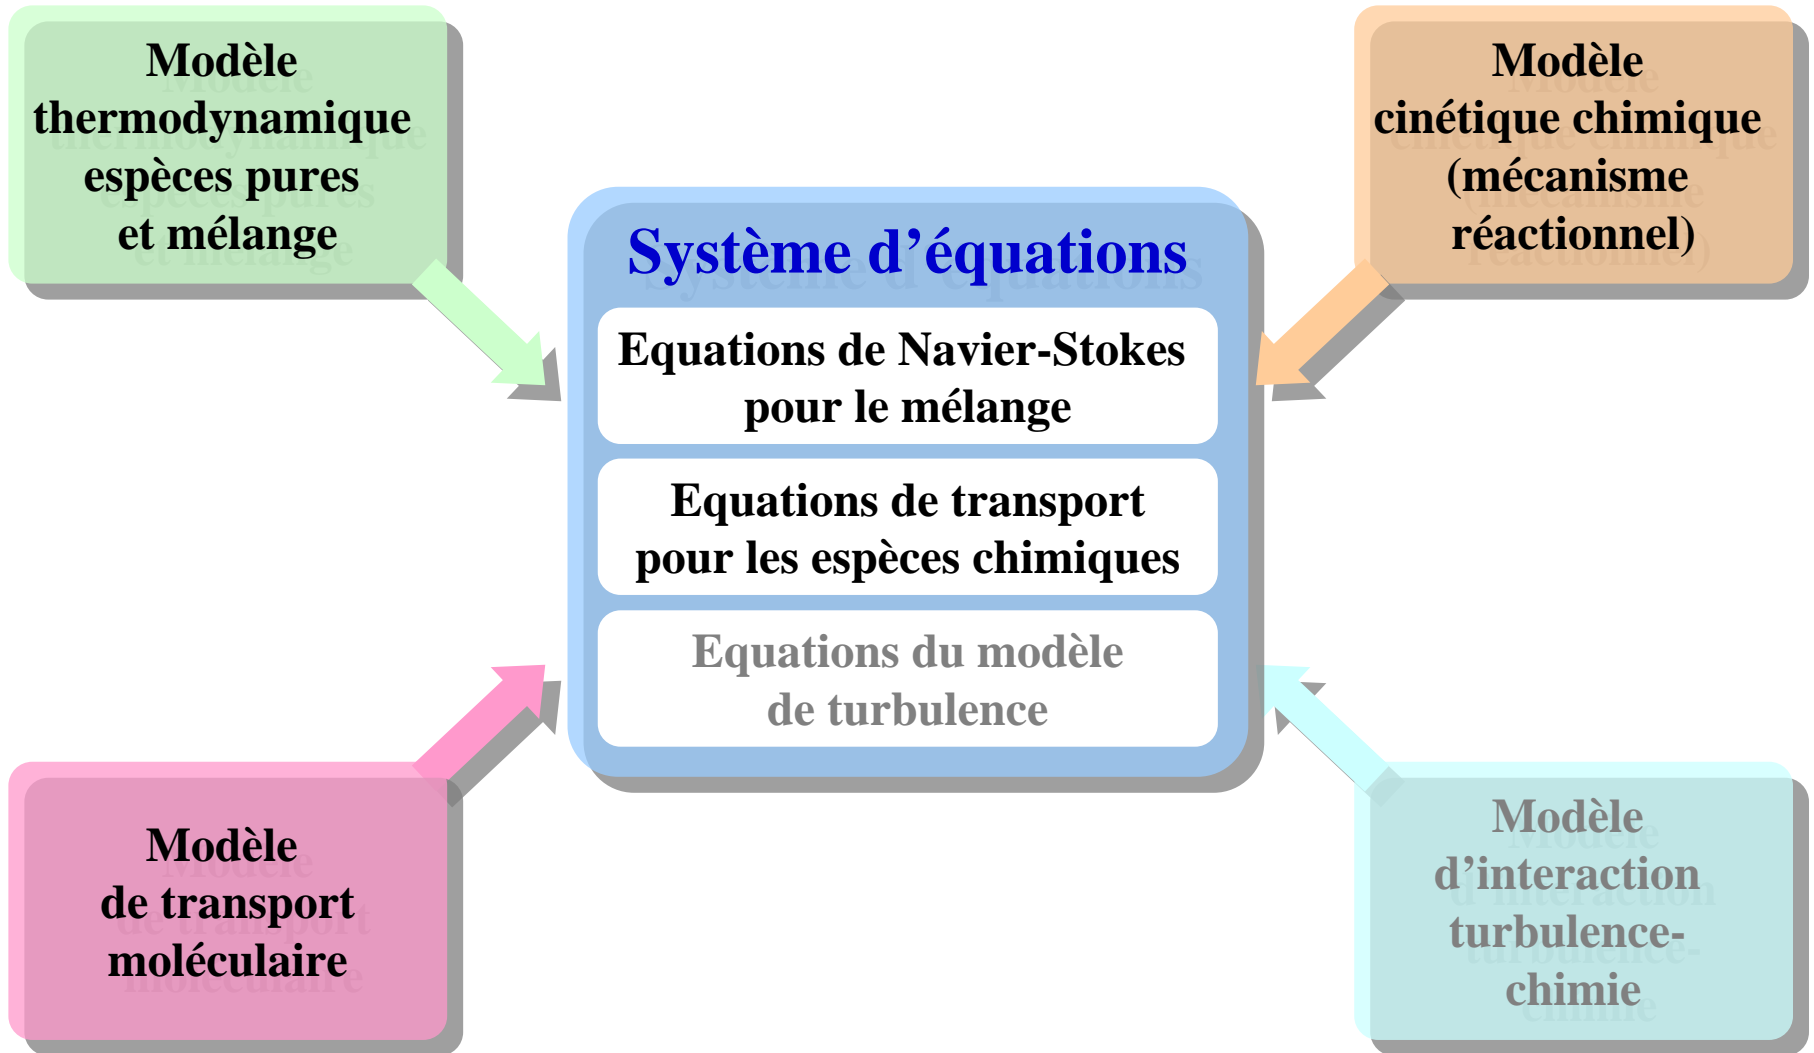 Modèle
thermodynamique
espèces pures
et mélange
Modèle
cinétique chimique
(mécanisme
réactionnel)
Système d’équations
Equations de Navier-Stokes
pour le mélange
Equations de transport
pour les espèces chimiques
Equations du modèle
de turbulence
Modèle
de transport
moléculaire
Modèle
d’interaction
turbulence-
chimie